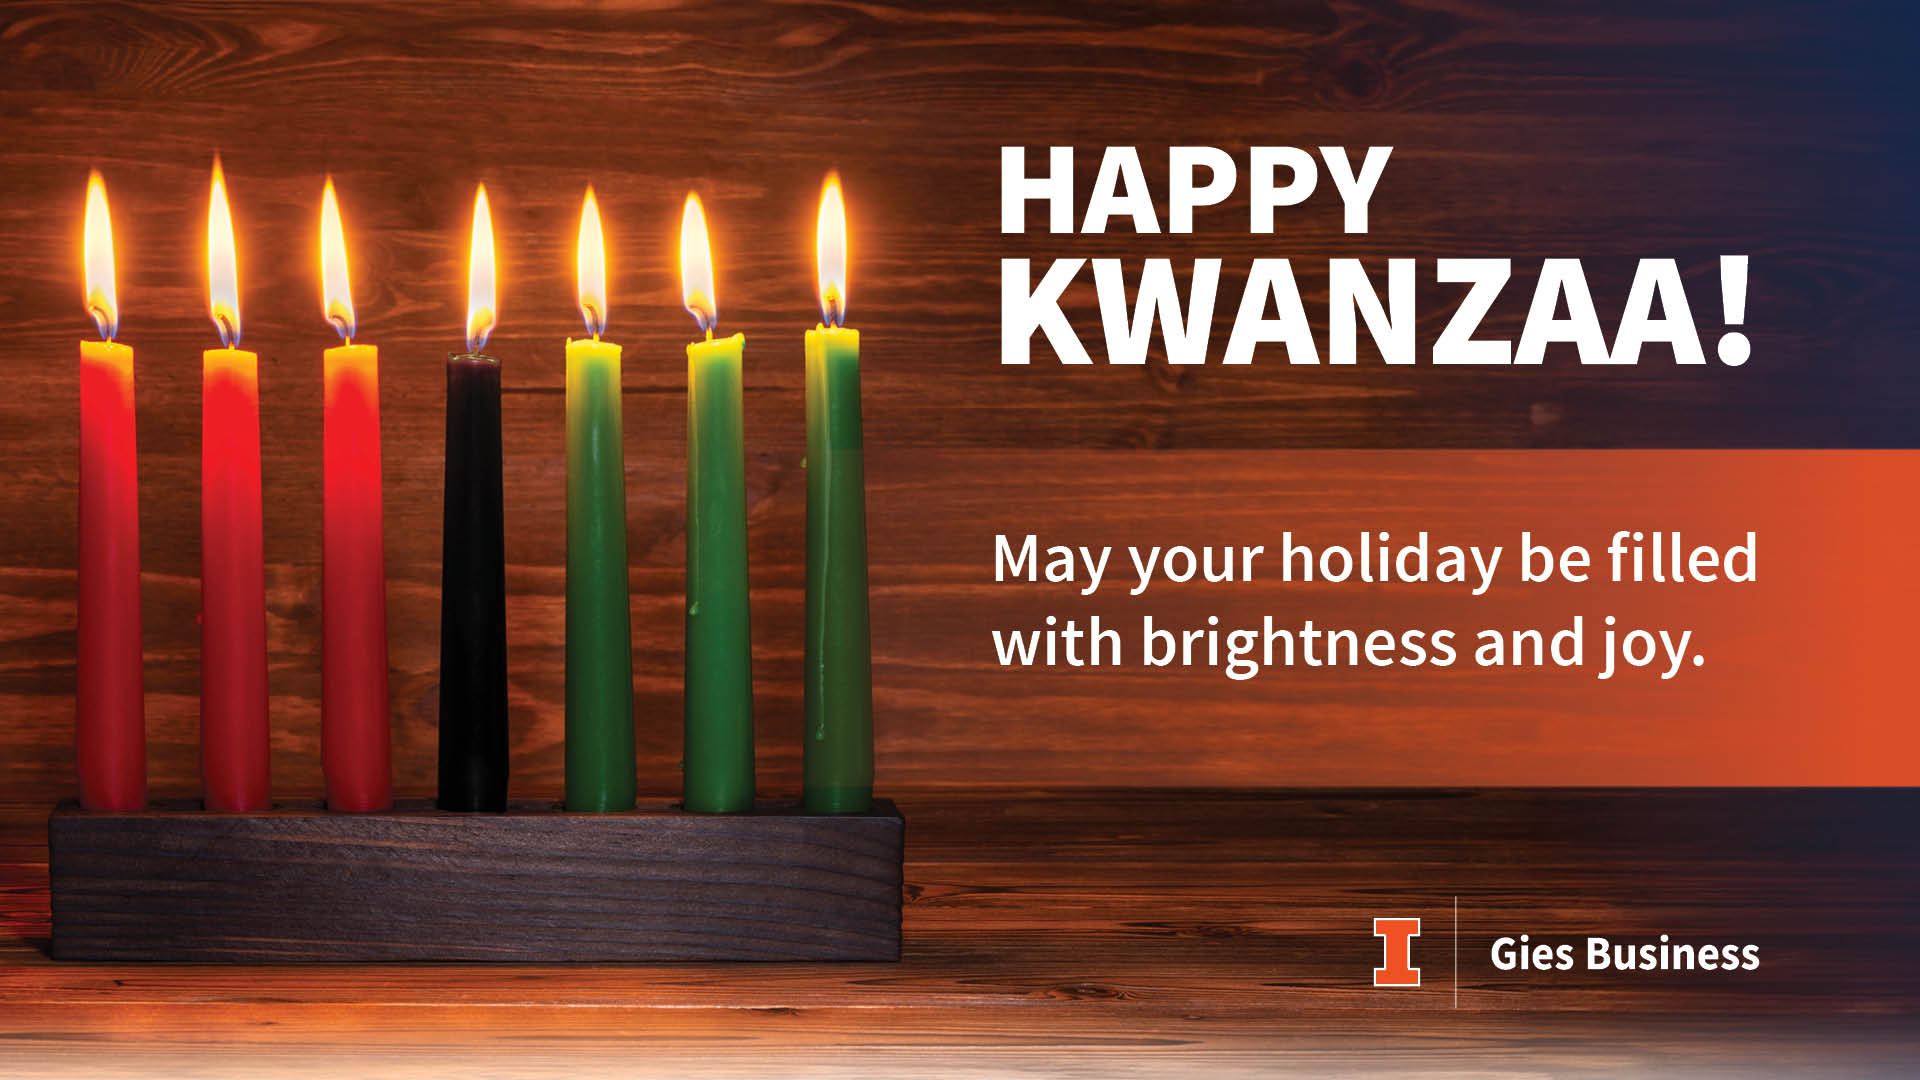 HAPPY
KWANZAA!
May your holiday be filled
with brightness and joy.
I
Gies Business